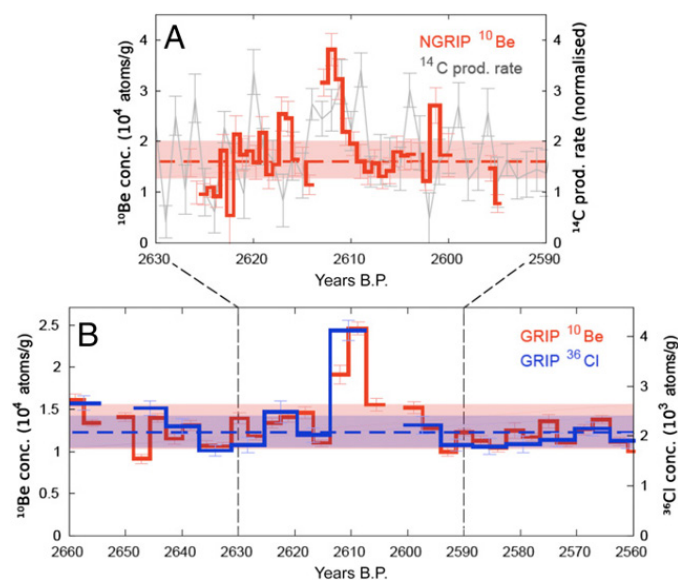 A
NGRIP ¹⁰Be
¹⁴C prod. rate
¹⁰Be conc. (10⁴ atoms/g)
4
3
2
1
0
¹⁴C prod. rate (normalised)
4
3
2
1
0
2630 2620 2610 2600 2590
Years B.P.
B
GRIP ¹⁰Be
GRIP ³⁶Cl
¹⁰Be conc. (10⁴ atoms/g)
2.5
2
1.5
1
0.5
0
³⁶Cl conc. (10³ atoms/g)
4
3
2
1
0
2660 2650 2640 2630 2620 2610 2600 2590 2580 2570 2560
Years B.P.